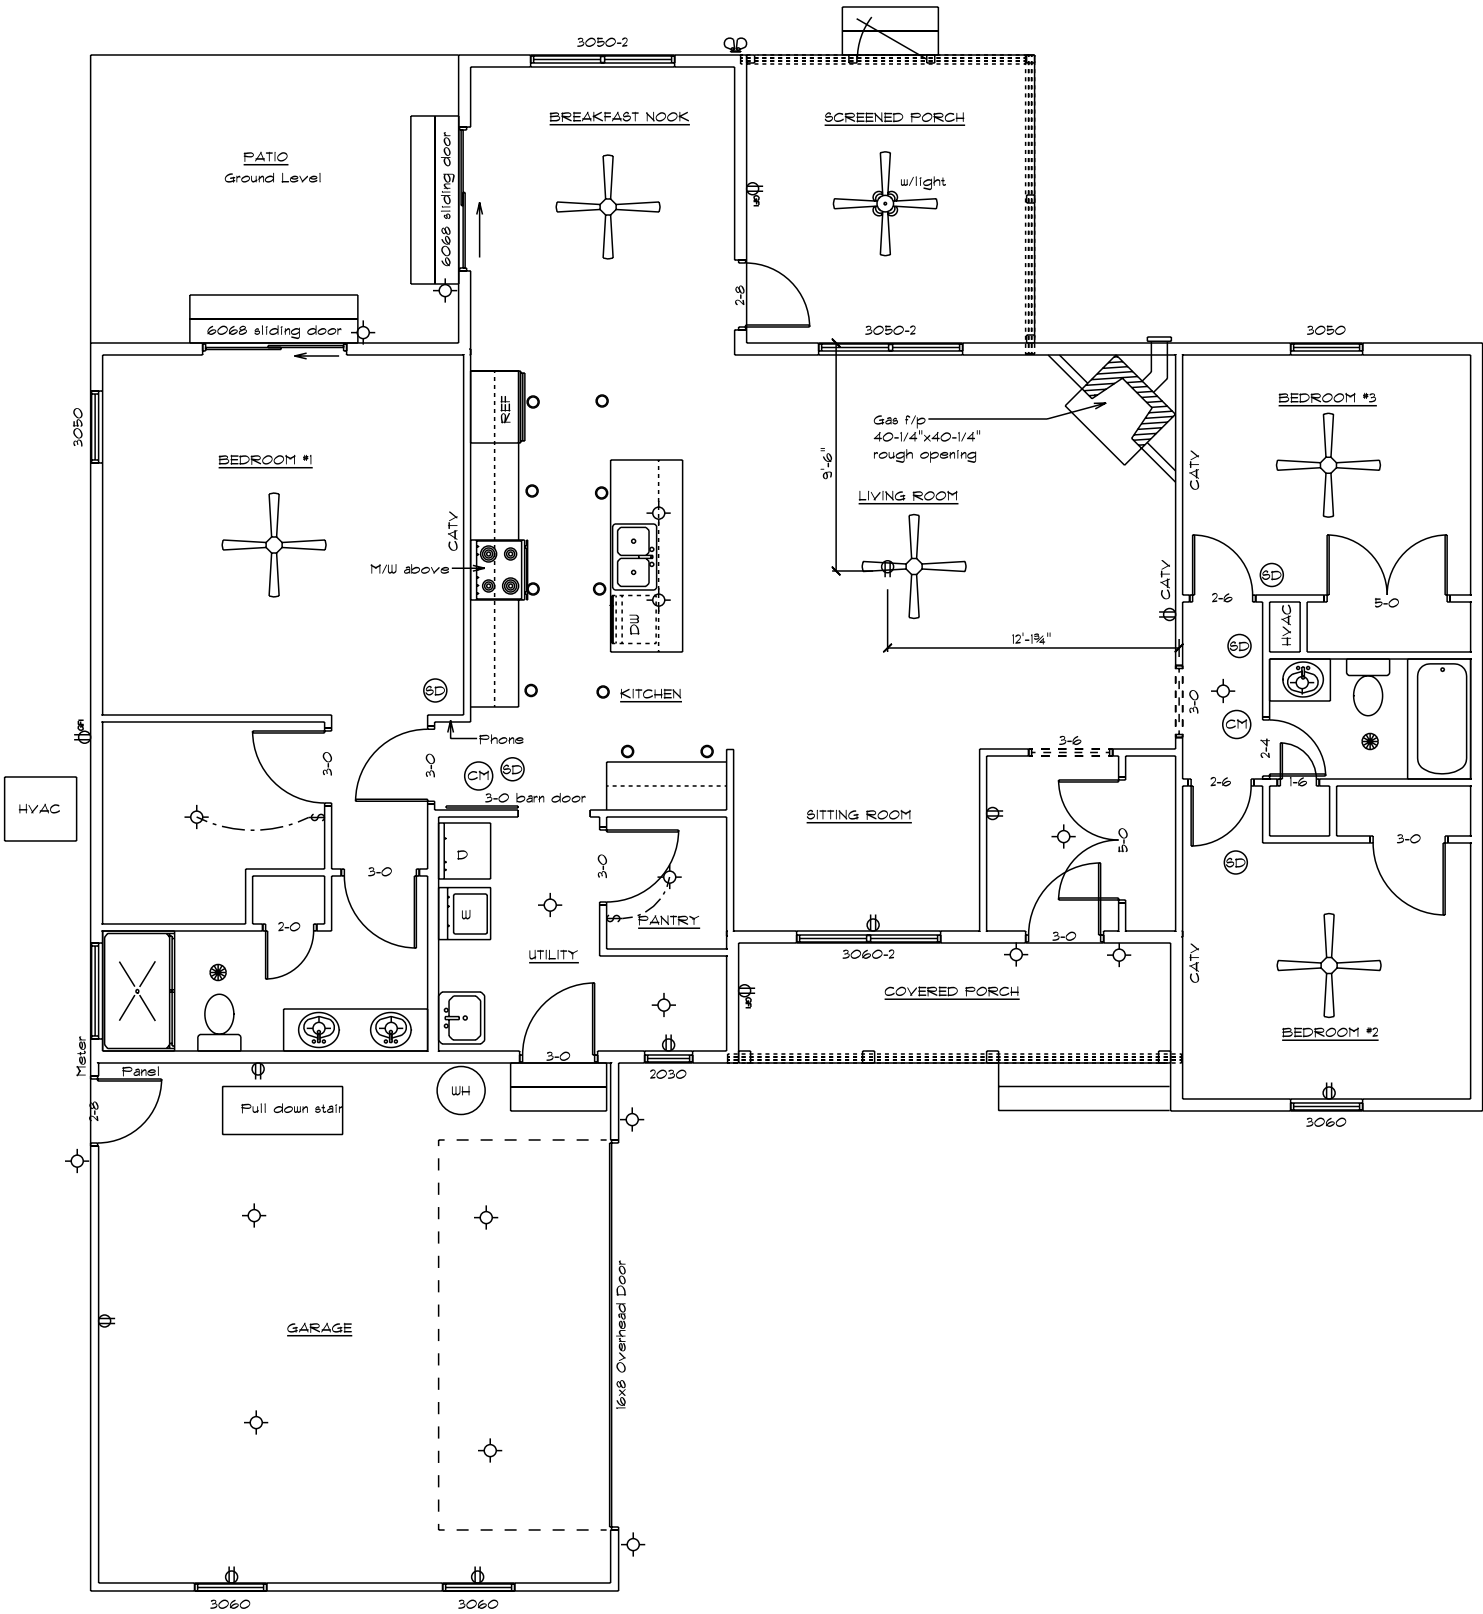 3050-2
BREAKFAST NOOK
SCREENED PORCH
w/light
PATIO
Ground Level
6068 sliding door
GFI
2-8
6068 sliding door
3050-2
3050
3050
REF
BEDROOM #1
CATV
M/W above
Gas f/p
40-1/4"x40-1/4"
rough opening
9'-6"
LIVING ROOM
BEDROOM #3
CATV
CATV
SD
2-6
5-0
HVAC
DW
12'-1¾"
SD
SD
KITCHEN
3-0
CM
GFI
Phone
3-0
3-0
CM
SD
3-0 barn door
3-6
2-4
2-6
1-6
HVAC
S
SITTING ROOM
5-0
3-0
D
3-0
3-0
SD
W
S
PANTRY
2-0
UTILITY
3060-2
3-0
CATV
COVERED PORCH
GFI
BEDROOM #2
Meter
Panel
3-0
2030
2-8
Pull down stair
WH
3060
GARAGE
16x8 Overhead Door
3060
3060